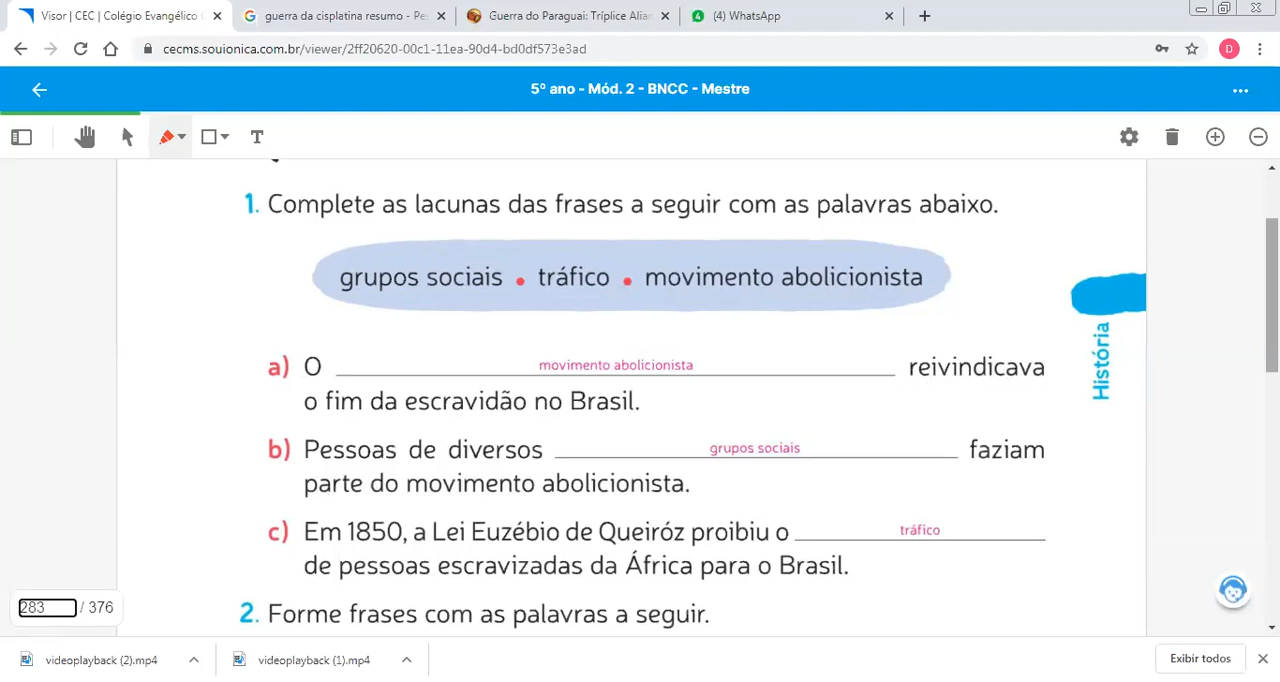 Visor | CEC | Colégio Evangélico
guerra da cisplatina resumo - Pes
Guerra do Paraguai: Tríplice Alian
(4) WhatsApp
cecms.souionica.com.br/viewer/2ff20620-00c1-11ea-90d4-bd0df573e3ad
D
5º ano - Mód. 2 - BNCC - Mestre
T
1. Complete as lacunas das frases a seguir com as palavras abaixo.
grupos sociais • tráfico • movimento abolicionista
História
a) O movimento abolicionista reivindicava
o fim da escravidão no Brasil.
b) Pessoas de diversos grupos sociais faziam
parte do movimento abolicionista.
c) Em 1850, a Lei Euzébio de Queiróz proibiu o tráfico
de pessoas escravizadas da África para o Brasil.
283 / 376
2. Forme frases com as palavras a seguir.
videoplayback (2).mp4
videoplayback (1).mp4
Exibir todos